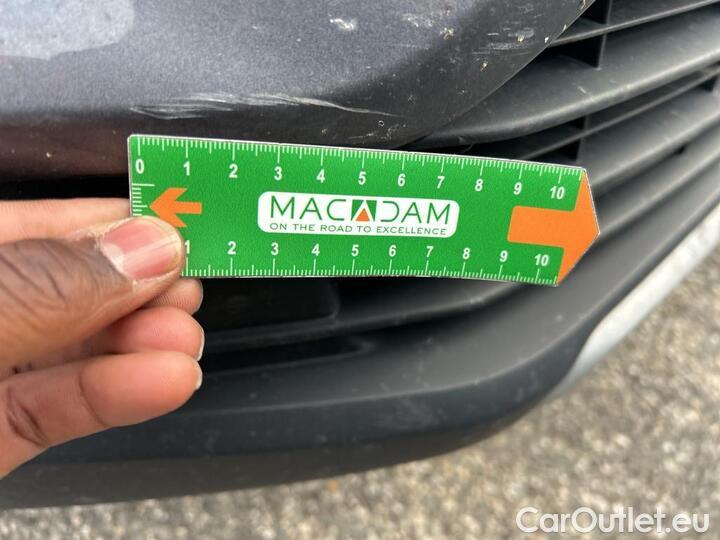 0 1 2 3 4 5 6 7 8 9 10
MACADAM
ON THE ROAD TO EXCELLENCE
1 2 3 4 5 6 7 8 9 10
CarOutlet.eu